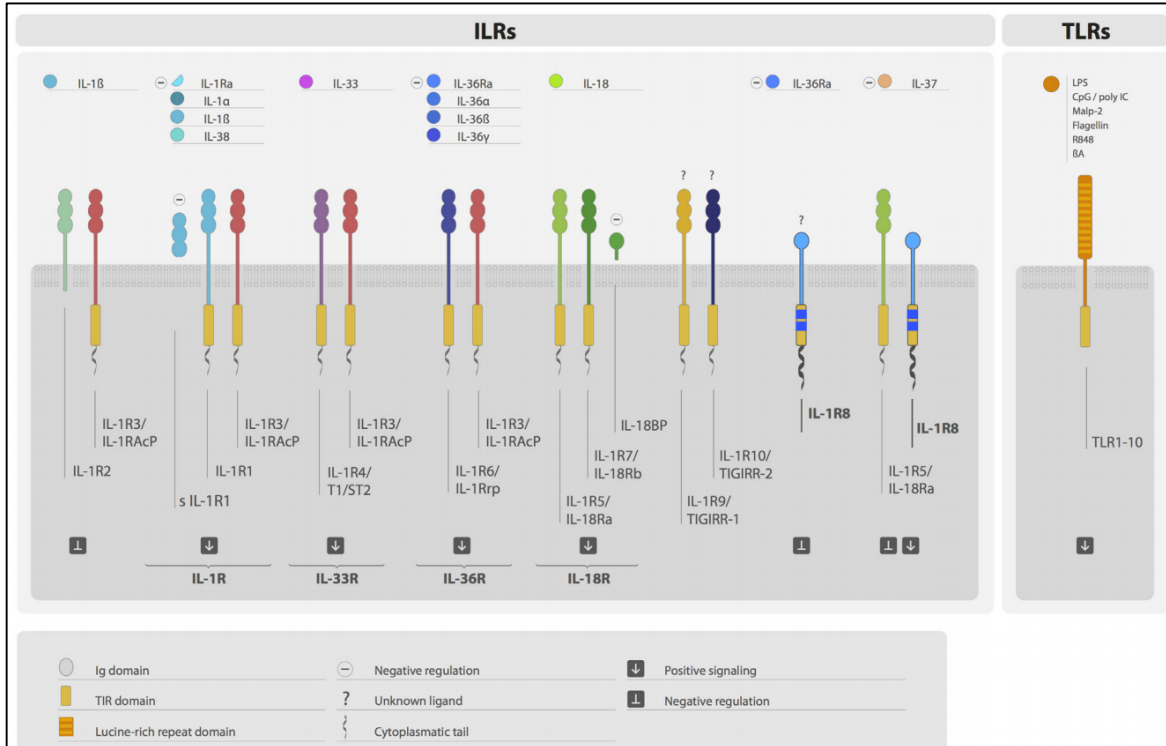 ILRs
TLRs
IL-1ß
− IL-1Ra
IL-1α
IL-1ß
IL-38
IL-33
− IL-36Ra
IL-36α
IL-36ß
IL-36γ
IL-18
− IL-36Ra
− IL-37
LPS
CpG / poly IC
Malp-2
Flagellin
R848
ßA
−
−
?
?
?
IL-1R3/
IL-1RAcP
IL-1R2
IL-1R3/
IL-1RAcP
IL-1R1
s IL-1R1
IL-1R3/
IL-1RAcP
IL-1R4/
T1/ST2
IL-1R3/
IL-1RAcP
IL-1R6/
IL-1Rrp
IL-18BP
IL-1R7/
IL-18Rb
IL-1R5/
IL-18Ra
IL-1R10/
TIGIRR-2
IL-1R9/
TIGIRR-1
IL-1R8
IL-1R8
IL-1R5/
IL-18Ra
TLR1-10
IL-1R
IL-33R
IL-36R
IL-18R
Ig domain
TIR domain
Lucine-rich repeat domain
− Negative regulation
? Unknown ligand
Cytoplasmatic tail
Positive signaling
Negative regulation